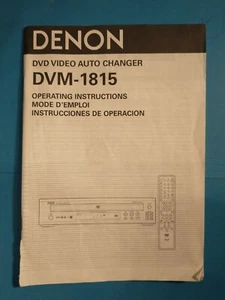 DENON
DVD VIDEO AUTO CHANGER
DVM-1815
OPERATING INSTRUCTIONS
MODE D'EMPLOI
INSTRUCCIONES DE OPERACION